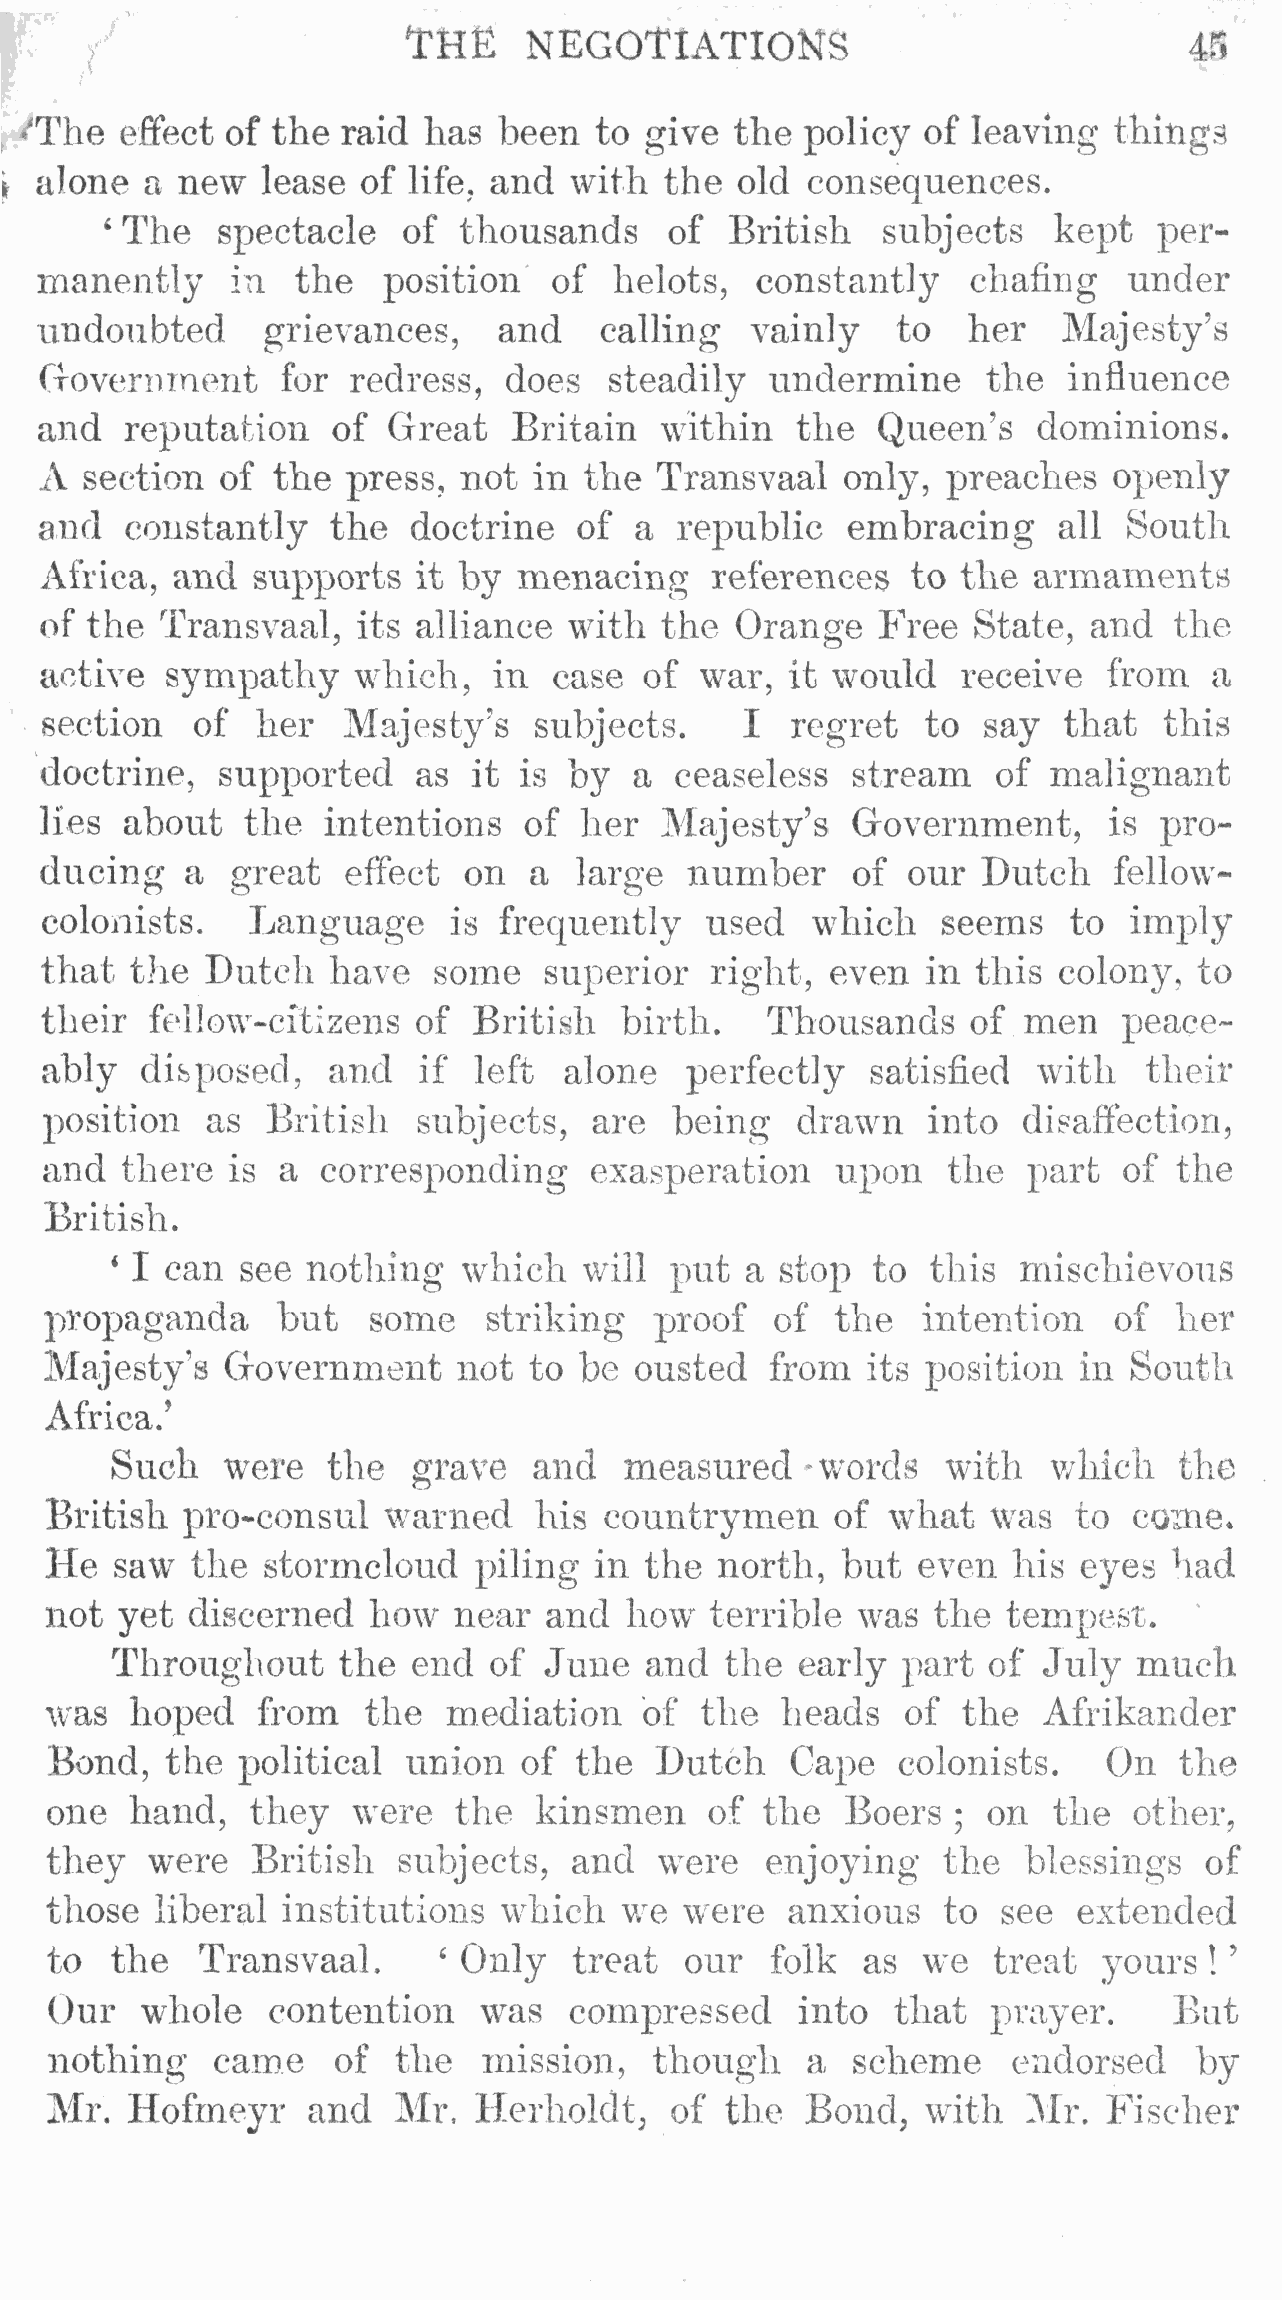 THE NEGOTIATIONS 45
'The effect of the raid has been to give the policy of leaving things
alone a new lease of life, and with the old consequences.
'The spectacle of thousands of British subjects kept per-
manently in the position of helots, constantly chafing under
undoubted grievances, and calling vainly to her Majesty's
Government for redress, does steadily undermine the influence
and reputation of Great Britain within the Queen's dominions.
A section of the press, not in the Transvaal only, preaches openly
and constantly the doctrine of a republic embracing all South
Africa, and supports it by menacing references to the armaments
of the Transvaal, its alliance with the Orange Free State, and the
active sympathy which, in case of war, it would receive from a
section of her Majesty's subjects. I regret to say that this
doctrine, supported as it is by a ceaseless stream of malignant
lies about the intentions of her Majesty's Government, is pro-
ducing a great effect on a large number of our Dutch fellow-
colonists. Language is frequently used which seems to imply
that the Dutch have some superior right, even in this colony, to
their fellow-citizens of British birth. Thousands of men peace-
ably disposed, and if left alone perfectly satisfied with their
position as British subjects, are being drawn into disaffection,
and there is a corresponding exasperation upon the part of the
British.
'I can see nothing which will put a stop to this mischievous
propaganda but some striking proof of the intention of her
Majesty's Government not to be ousted from its position in South
Africa.'
Such were the grave and measured words with which the
British pro-consul warned his countrymen of what was to come.
He saw the stormcloud piling in the north, but even his eyes had
not yet discerned how near and how terrible was the tempest.
Throughout the end of June and the early part of July much
was hoped from the mediation of the heads of the Afrikander
Bond, the political union of the Dutch Cape colonists. On the
one hand, they were the kinsmen of the Boers; on the other,
they were British subjects, and were enjoying the blessings of
those liberal institutions which we were anxious to see extended
to the Transvaal. 'Only treat our folk as we treat yours!'
Our whole contention was compressed into that prayer. But
nothing came of the mission, though a scheme endorsed by
Mr. Hofmeyr and Mr. Herholdt, of the Bond, with Mr. Fischer